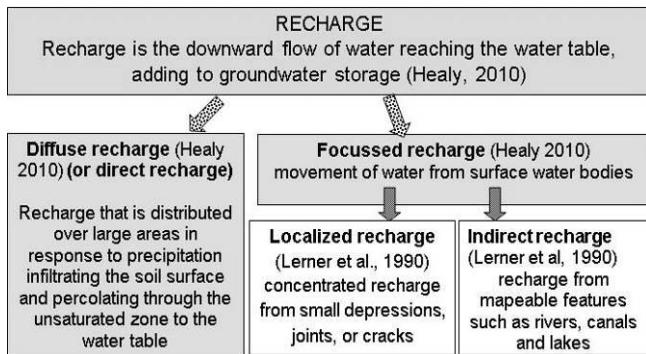 RECHARGE
Recharge is the downward flow of water reaching the water table,
adding to groundwater storage (Healy, 2010)
Diffuse recharge (Healy
2010) (or direct recharge)
Recharge that is distributed
over large areas in
response to precipitation
infiltrating the soil surface
and percolating through the
unsaturated zone to the
water table
Focussed recharge (Healy 2010)
movement of water from surface water bodies
Localized recharge
(Lerner et al., 1990)
concentrated recharge
from small depressions,
joints, or cracks
Indirect recharge
(Lerner et al, 1990)
recharge from
mapeable features
such as rivers, canals
and lakes